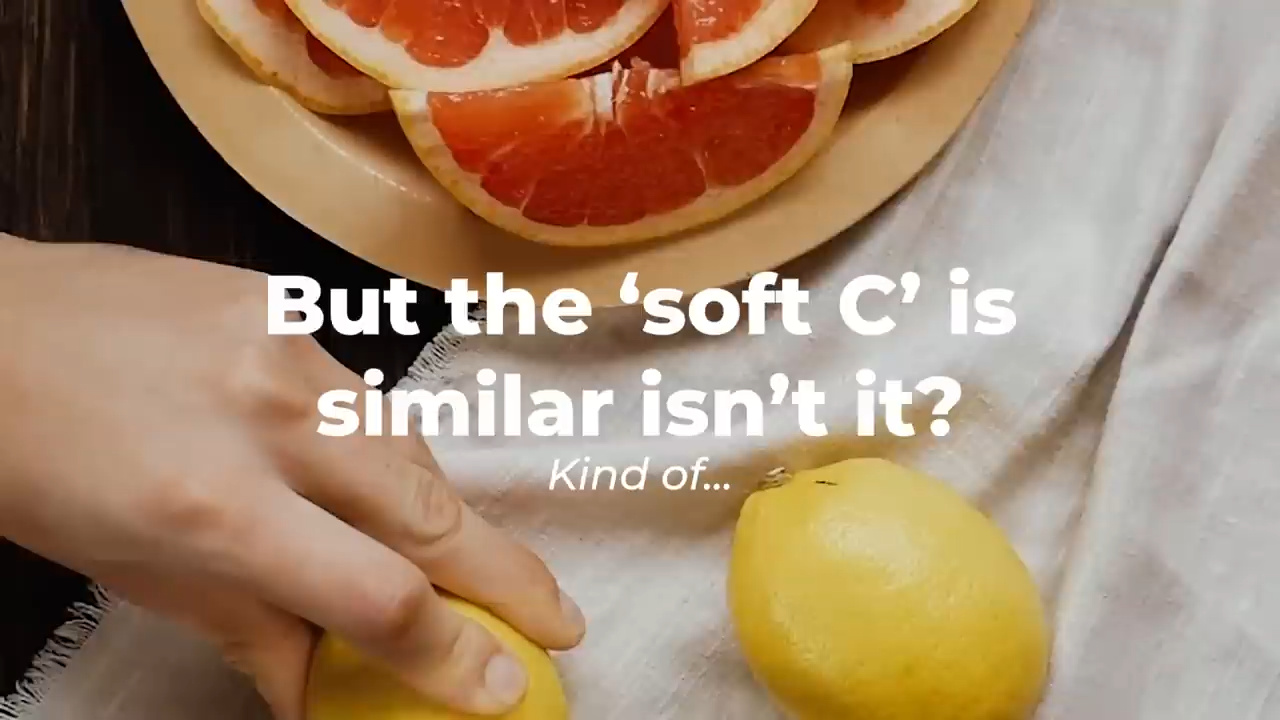 But the ‘soft C’ is
similar isn’t it?
Kind of...